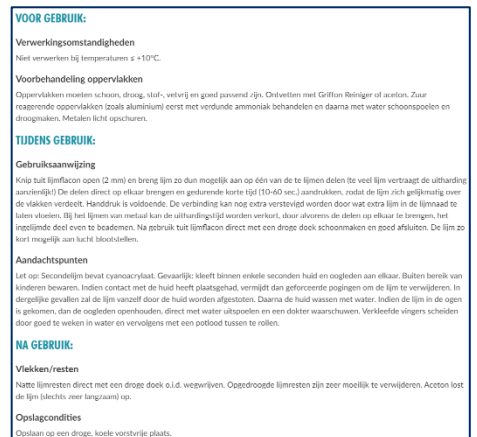 VOOR GEBRUIK:
Verwerkingsomstandigheden
Niet verwerken bij temperaturen ≤ +10°C.
Voorbehandeling oppervlakken
Oppervlakken moeten schoon, droog, stof-, vetvrij en goed passend zijn. Ontvetten met Griffon Reiniger of aceton. Zuur
reagerende oppervlakken (zoals aluminium) eerst met verdunde ammoniak behandelen en daarna met water schoonspoelen en
droogmaken. Metalen licht opschuren.
TIJDENS GEBRUIK:
Gebruiksaanwijzing
Knip tuit lijmflacon open (2 mm) en breng lijm zo dun mogelijk aan op één van de te lijmen delen (te veel lijm vertraagt de uitharding
aanzienlijk!) De delen direct op elkaar brengen en gedurende korte tijd (10-60 sec.) aandrukken, zodat de lijm zich gelijkmatig over
de vlakken verdeelt. Handdruk is voldoende. De verbinding kan nog extra verstevigd worden door wat extra lijm in de lijmnaad te
laten vloeien. Bij het lijmen van metaal kan de uithardingstijd worden verkort, door alvorens de delen op elkaar te brengen, het
ingelijmde deel even te beademen. Na gebruik tuit lijmflacon direct met een droge doek schoonmaken en goed afsluiten. De lijm zo
kort mogelijk aan lucht blootstellen.
Aandachtspunten
Let op: Secondelijm bevat cyanoacrylaat. Gevaarlijk: kleeft binnen enkele seconden huid en oogleden aan elkaar. Buiten bereik van
kinderen bewaren. Indien contact met de huid heeft plaatsgehad, vermijdt dan geforceerde pogingen om de lijm te verwijderen. In
dergelijke gevallen zal de lijm vanzelf door de huid worden afgestoten. Daarna de huid wassen met water. Indien de lijm in de ogen
is gekomen, dan de oogleden openhouden, direct met water uitspoelen en een dokter waarschuwen. Verkleefde vingers scheiden
door goed te weken in water en vervolgens met een potlood tussen te rollen.
NA GEBRUIK:
Vlekken/resten
Natte lijmresten direct met een droge doek o.i.d. wegwrijven. Opgedroogde lijmresten zijn zeer moeilijk te verwijderen. Aceton lost
de lijm (slechts zeer langzaam) op.
Opslagcondities
Opslaan op een droge, koele vorstvrije plaats.